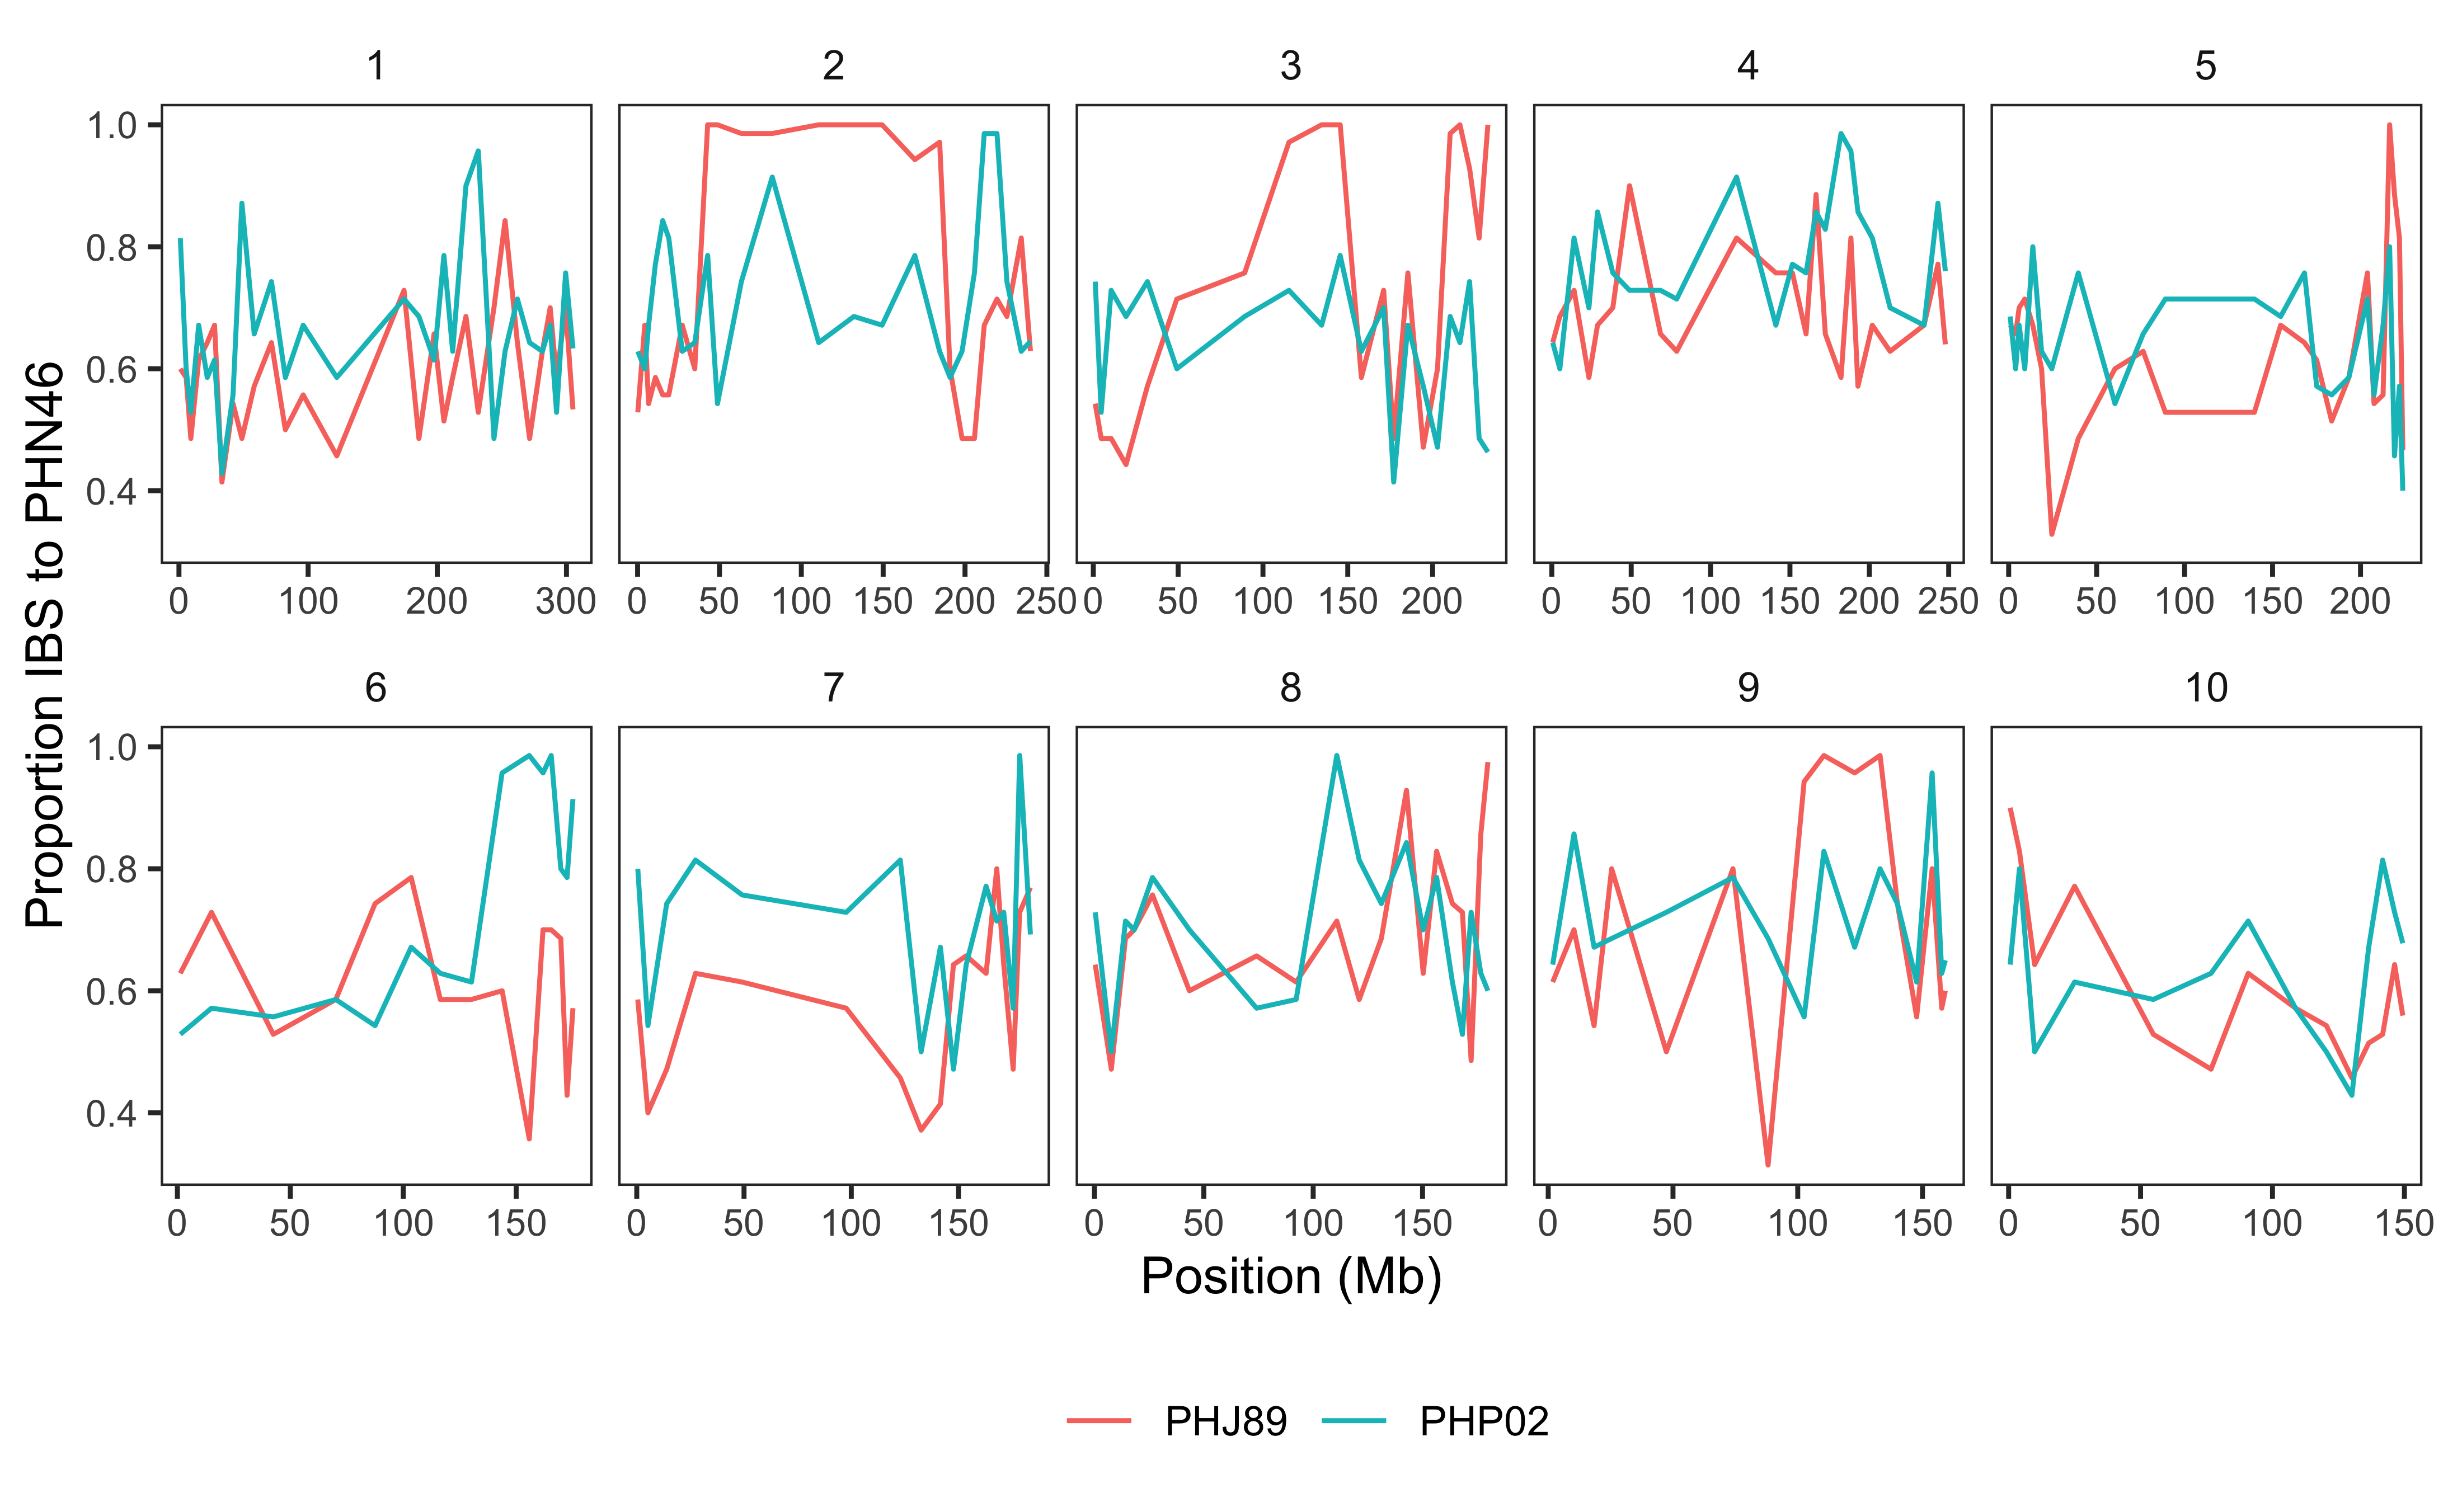 1 2 3 4 5
Proportion IBS to PHN46
1.0
0.8
0.6
0.4
0 100 200 300 0 50 100 150 200 250 0 50 100 150 200 0 50 100 150 200 250 0 50 100 150 200
6 7 8 9 10
1.0
0.8
0.6
0.4
0 50 100 150 0 50 100 150 0 50 100 150 0 50 100 150 0 50 100 150
Position (Mb)
PHJ89 PHP02